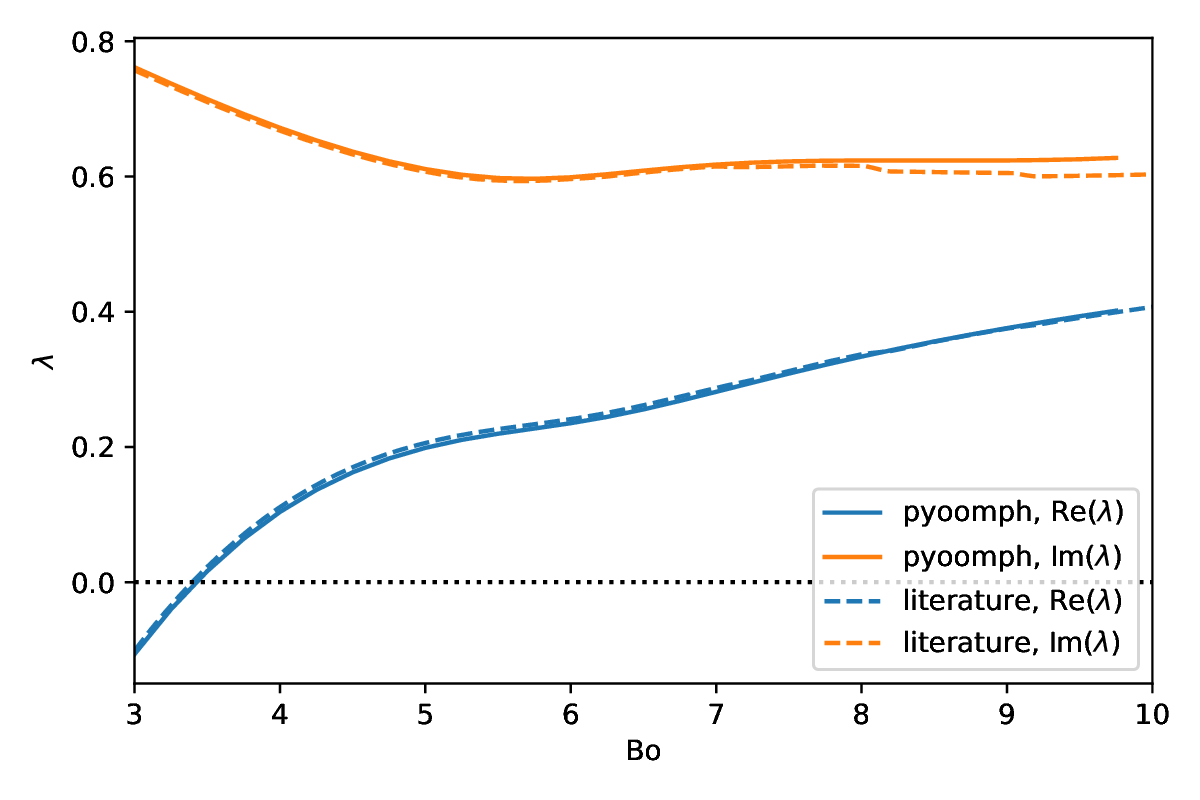 0.8
0.6
0.4
0.2
0.0
λ
3 4 5 6 7 8 9 10
Bo
pyoomph, Re(λ)
pyoomph, Im(λ)
literature, Re(λ)
literature, Im(λ)